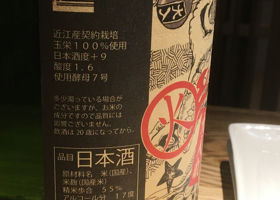 近江産契約栽培
玉栄100%使用
日本酒度+9
酸度1.6
使用酵母7号
多少濁っている場合が
ございますが、お米の
成分ですので品質には
問題ございません。
飲酒は20歳になってから。
品目 日本酒
原材料名 米(国産)、
米麹(国産米)
精米歩合 55%
アルコール分 17度
火